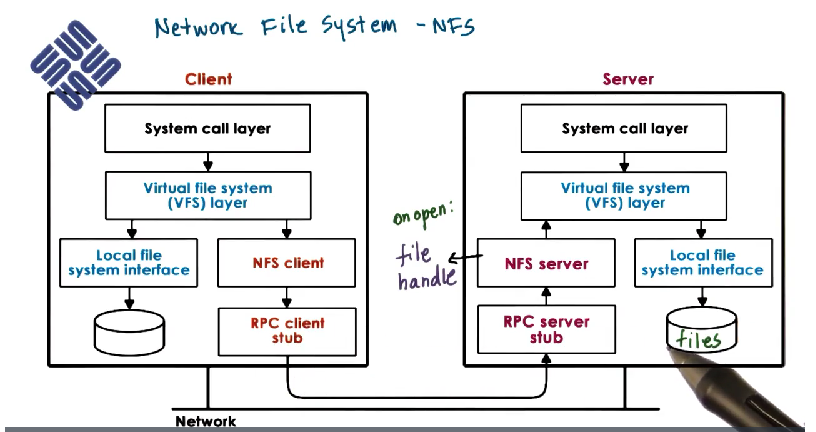 Network File System - NFS
SUN
Client
Server
System call layer
System call layer
Virtual file system
(VFS) layer
Virtual file system
(VFS) layer
on open:
file
handle
Local file
system interface
NFS client
NFS server
Local file
system interface
RPC client
stub
RPC server
stub
files
Network